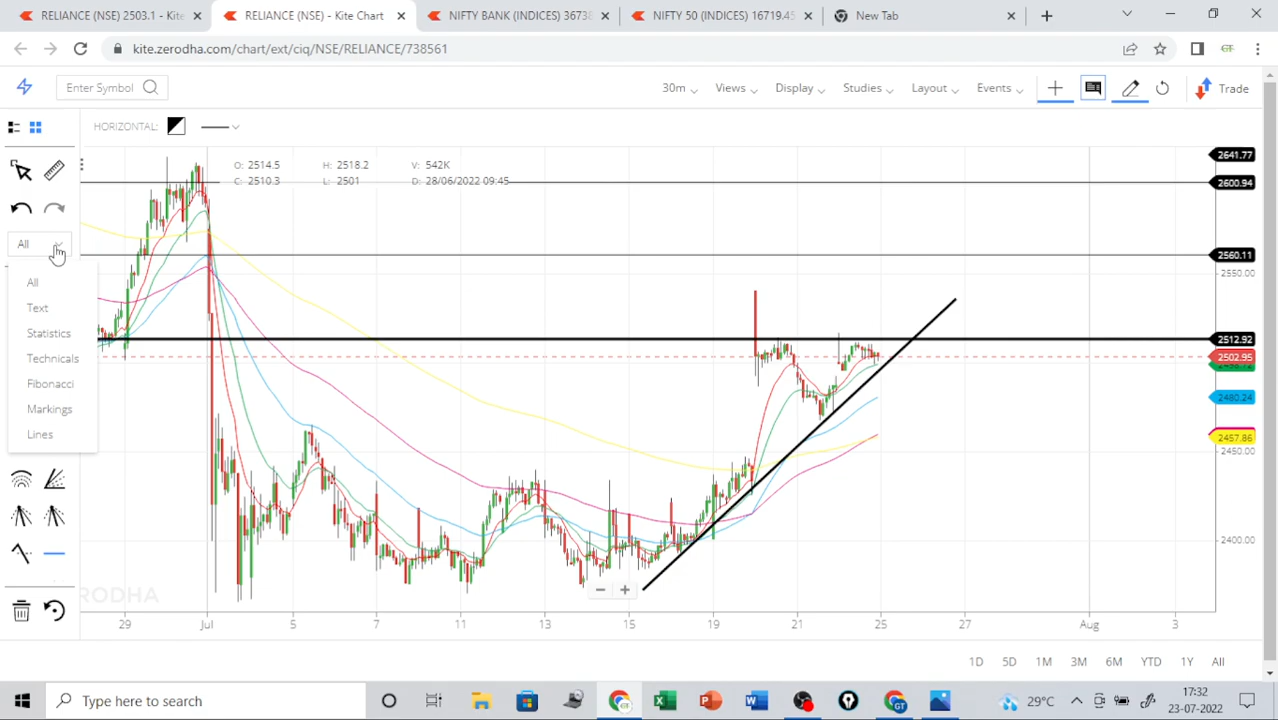 RELIANCE (NSE) 2503.1 - Kite
RELIANCE (NSE) - Kite Chart
NIFTY BANK (INDICES) 36738
NIFTY 50 (INDICES) 16719.45
New Tab
kite.zerodha.com/chart/ext/ciq/NSE/RELIANCE/738561
Enter Symbol
30m
Views
Display
Studies
Layout
Events
Trade
HORIZONTAL:
O: 2514.5 H: 2518.2 V: 542K
C: 2510.3 L: 2501 D: 28/06/2022 09:45
All
All
Text
Statistics
Technicals
Fibonacci
Markings
Lines
2641.77
2600.94
2560.11
2550.00
2512.92
2502.95
2480.24
2457.86
2450.00
2400.00
29 Jul 5 7 11 13 15 19 21 25 27 Aug 3
1D 5D 1M 3M 6M YTD 1Y All
Type here to search
29°C
17:32
23-07-2022